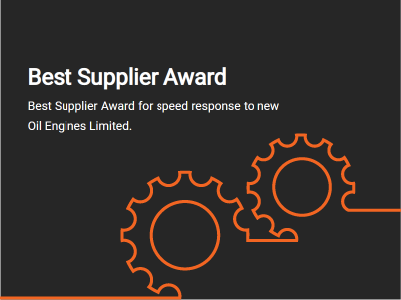 Best Supplier Award
Best Supplier Award for speed response to new
Oil Engines Limited.